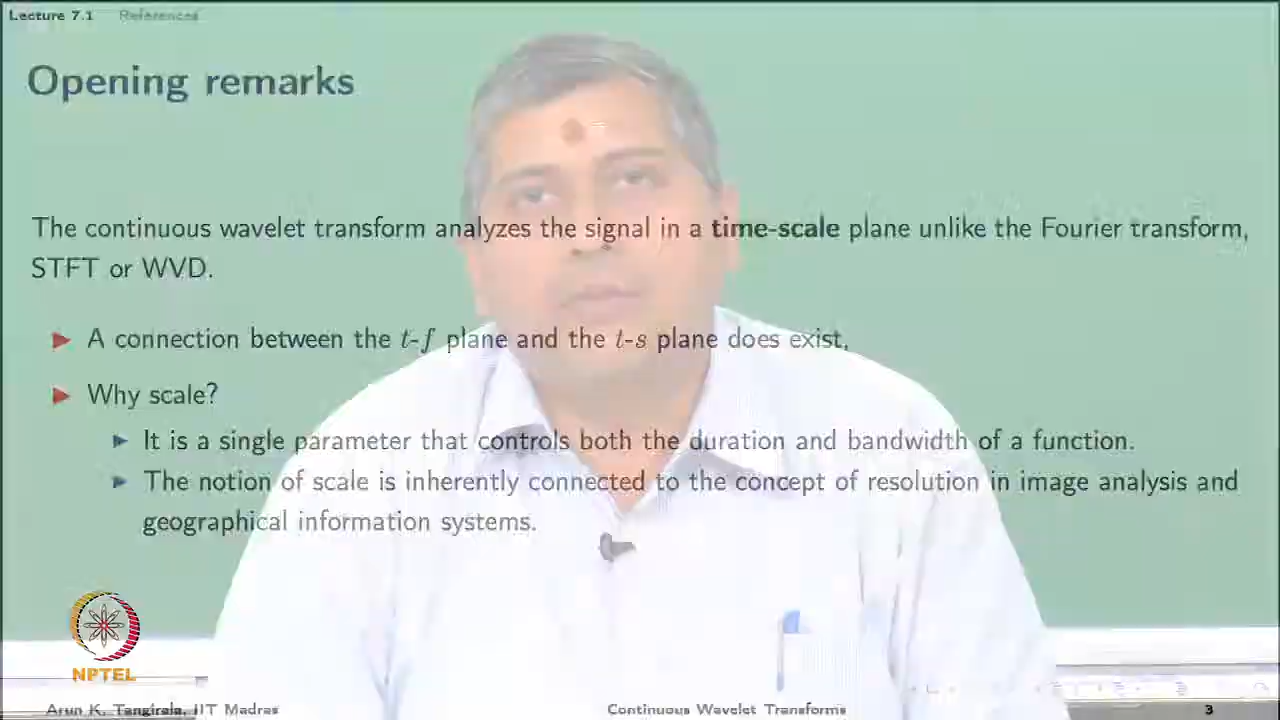 Lecture 7.1 References
Opening remarks
The continuous wavelet transform analyzes the signal in a time-scale plane unlike the Fourier transform,
STFT or WVD.
▶ A connection between the t-f plane and the t-s plane does exist,
▶ Why scale?
▶ It is a single parameter that controls both the duration and bandwidth of a function.
▶ The notion of scale is inherently connected to the concept of resolution in image analysis and
geographical information systems.
NPTEL
Arun K. Tangirala, IIT Madras Continuous Wavelet Transforms 3